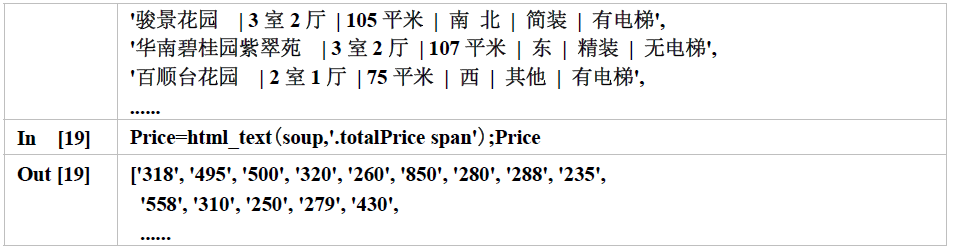 '骏景花园 | 3 室 2 厅 | 105 平米 | 南 北 | 简装 | 有电梯',
'华南碧桂园紫翠苑 | 3 室 2 厅 | 107 平米 | 东 | 精装 | 无电梯',
'百顺台花园 | 2 室 1 厅 | 75 平米 | 西 | 其他 | 有电梯',
......
In [19] Price=html_text(soup,'.totalPrice span');Price
Out [19] ['318', '495', '500', '320', '260', '850', '280', '288', '235',
'558', '310', '250', '279', '430',
......